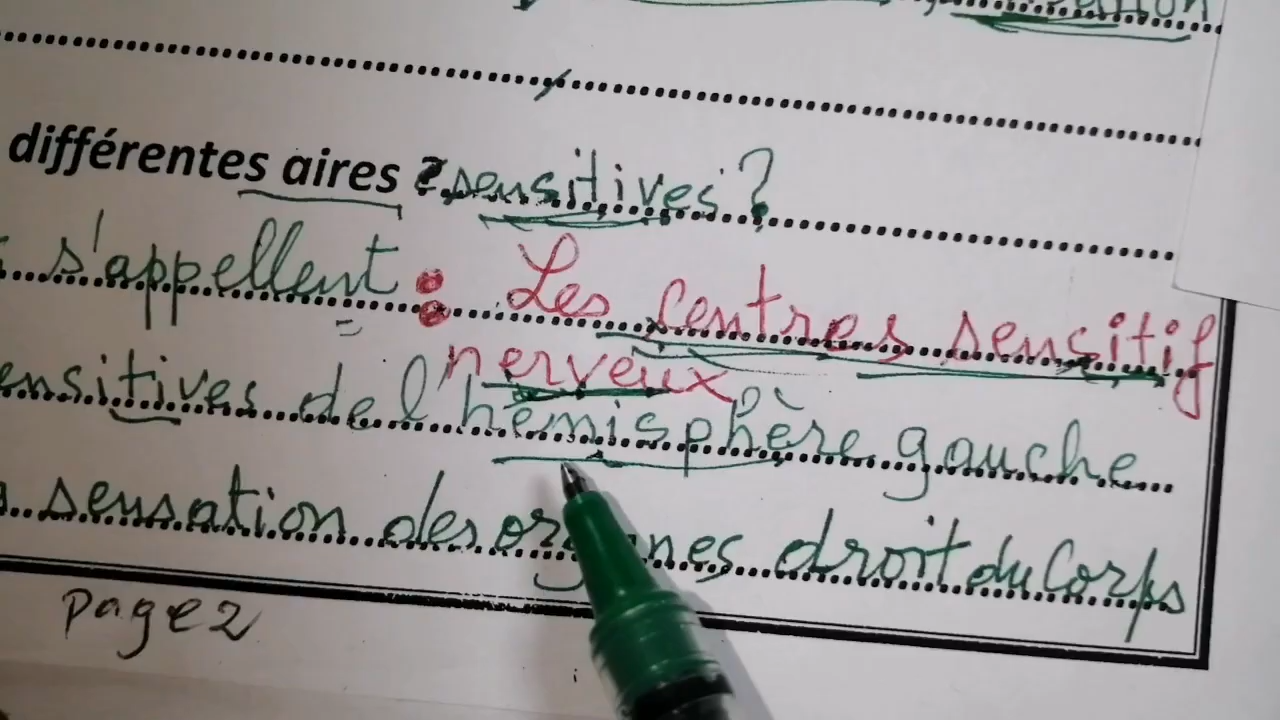 différentes aires ? sensitives ?
s'appellent : Les centres sensitif
nerveux
ensitives de l'hémisphère gauche
sensation des organes droit du Corps
page 2